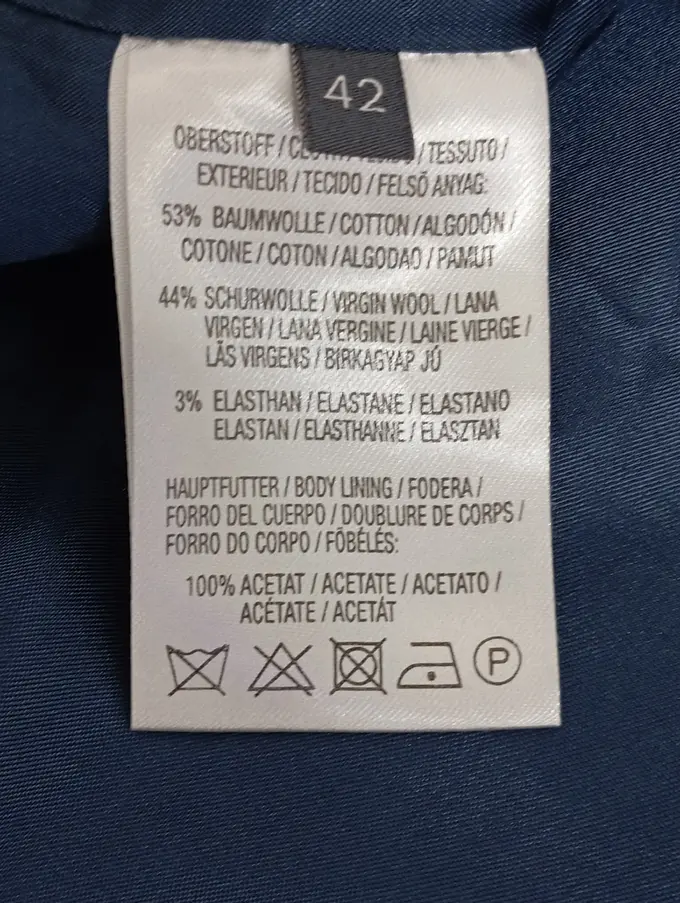 42
OBERSTOFF / / TESSUTO /
EXTERIEUR / TECIDO / FELSŐ ANYAG:
53% BAUMWOLLE / COTTON / ALGODÓN /
COTONE / COTON / ALGODAO / PAMUT
44% SCHURWOLLE / VIRGIN WOOL / LANA
VIRGEN / LANA VERGINE / LAINE VIERGE /
LÃS VIRGENS / BIRKAGYAP JÚ
3% ELASTHAN / ELASTANE / ELASTANO
ELASTAN / ELASTHANNE / ELASZTAN
HAUPTFUTTER / BODY LINING / FODERA /
FORRO DEL CUERPO / DOUBLURE DE CORPS /
FORRO DO CORPO / FŐBÉLÉS:
100% ACETAT / ACETATE / ACETATO /
ACÉTATE / ACETÁT
P